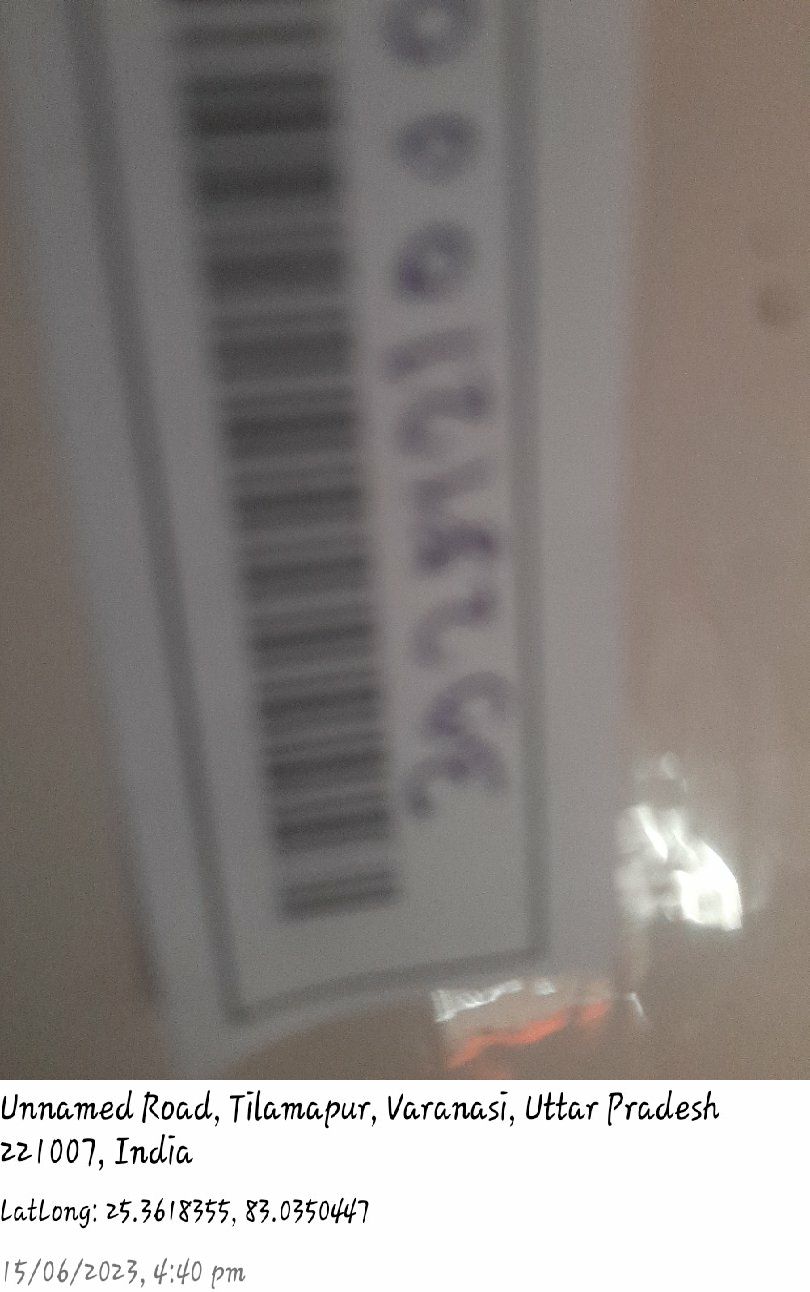 Unnamed Road, Tilamapur, Varanasi, Uttar Pradesh
221007, India
LatLong: 25.3618355, 83.0350447
15/06/2023, 4:40 pm